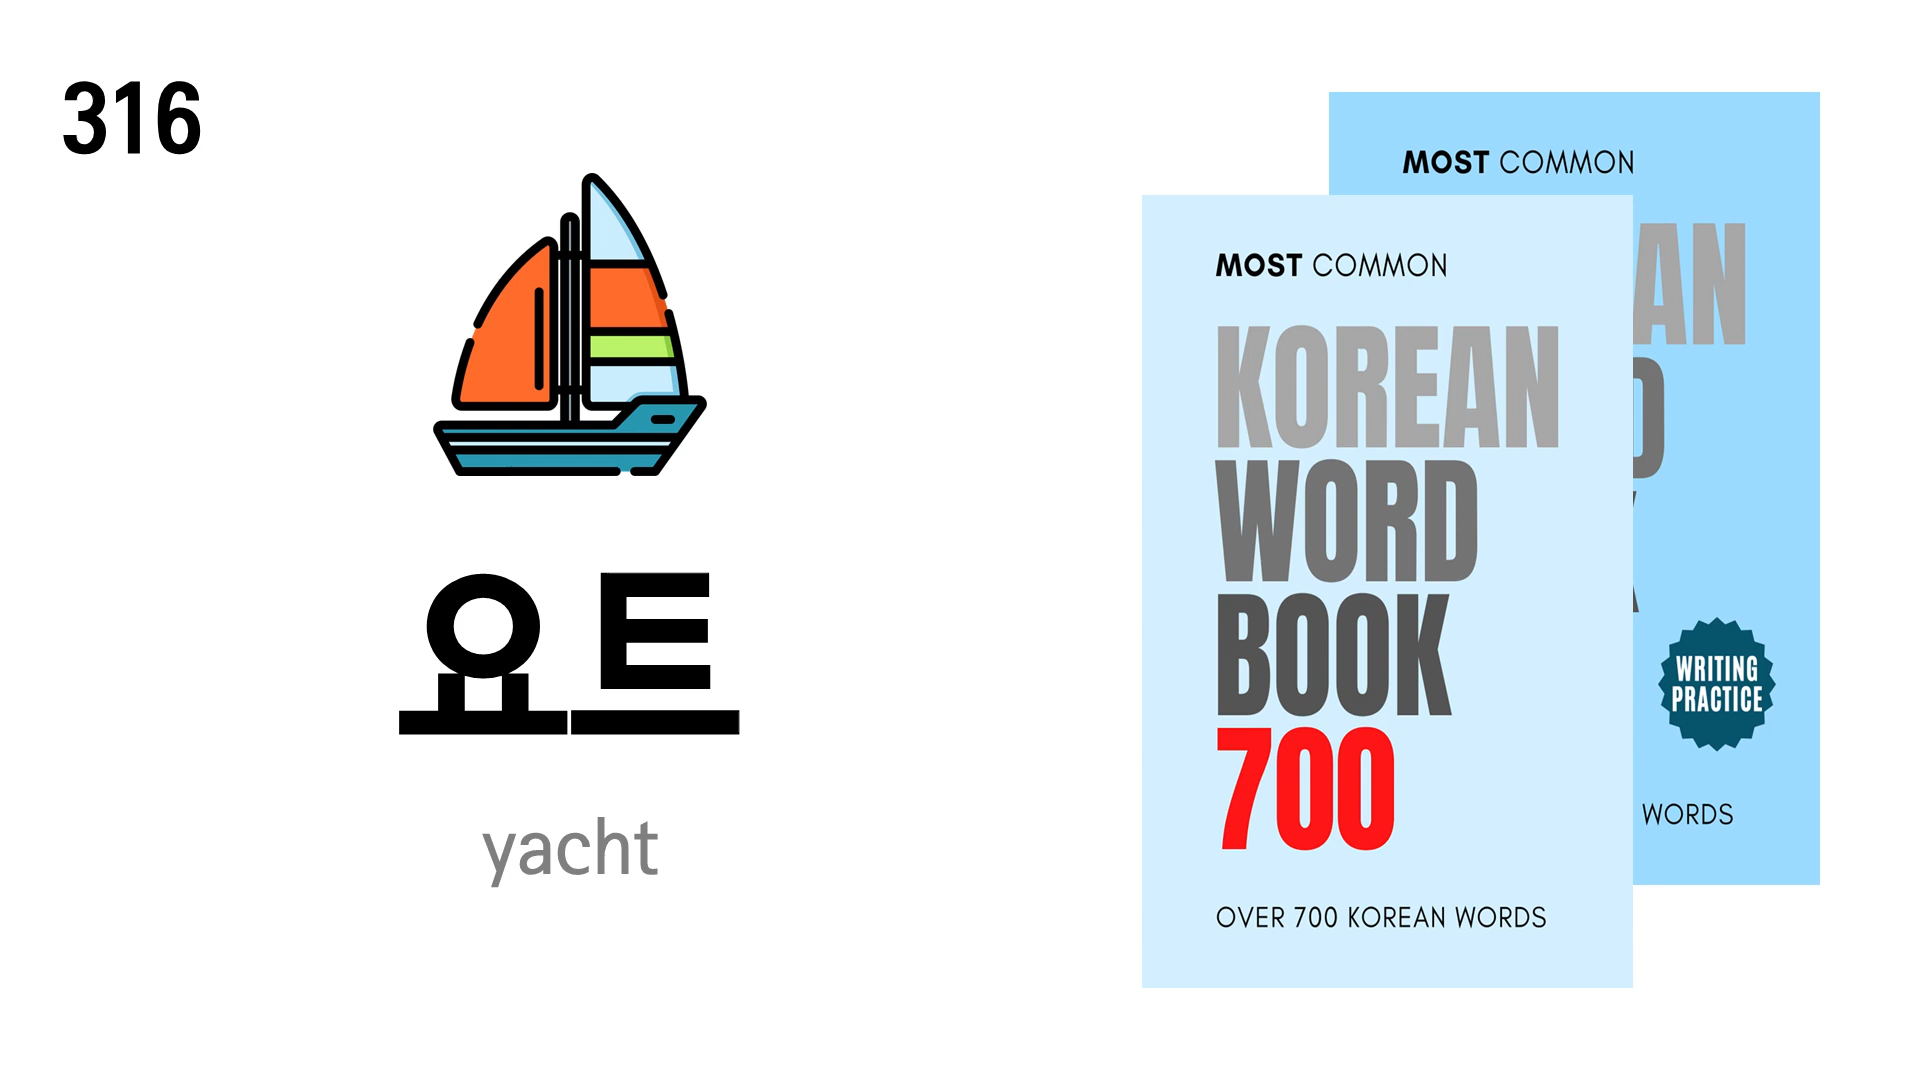 316
요트
yacht
MOST COMMON
KOREAN
WORD
BOOK
700
OVER 700 KOREAN WORDS
MOST COMMON
AN
D
WRITING
PRACTICE
WORDS